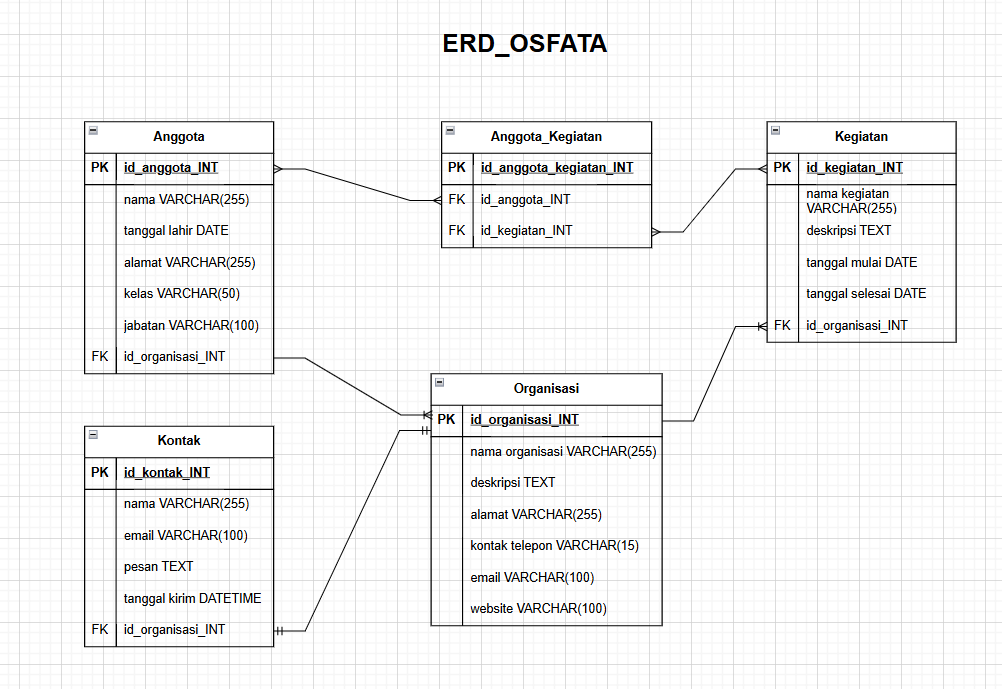 ERD_OSFATA
Anggota
PK id_anggota_INT
nama VARCHAR(255)
tanggal lahir DATE
alamat VARCHAR(255)
kelas VARCHAR(50)
jabatan VARCHAR(100)
FK id_organisasi_INT
Anggota_Kegiatan
PK id_anggota_kegiatan_INT
FK id_anggota_INT
FK id_kegiatan_INT
Kegiatan
PK id_kegiatan_INT
nama kegiatan
VARCHAR(255)
deskripsi TEXT
tanggal mulai DATE
tanggal selesai DATE
FK id_organisasi_INT
Kontak
PK id_kontak_INT
nama VARCHAR(255)
email VARCHAR(100)
pesan TEXT
tanggal kirim DATETIME
FK id_organisasi_INT
Organisasi
PK id_organisasi_INT
nama organisasi VARCHAR(255)
deskripsi TEXT
alamat VARCHAR(255)
kontak telepon VARCHAR(15)
email VARCHAR(100)
website VARCHAR(100)